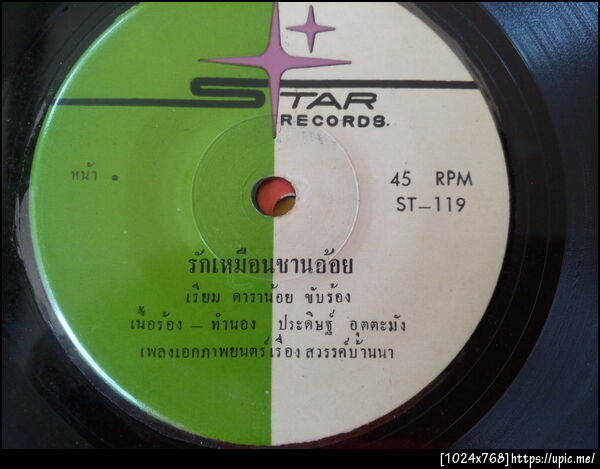 STAR
RECORDS.
หน้า ๑
45 RPM
ST-119
รักเหมือนชานอ้อย
เรียม ดาราน้อย ขับร้อง
เนื้อร้อง - ทำนอง ประดิษฐ์ อุตตะมัง
เพลงเอกภาพยนตร์เรื่อง สวรรค์บ้านนา
[1024x768]https://upic.me/